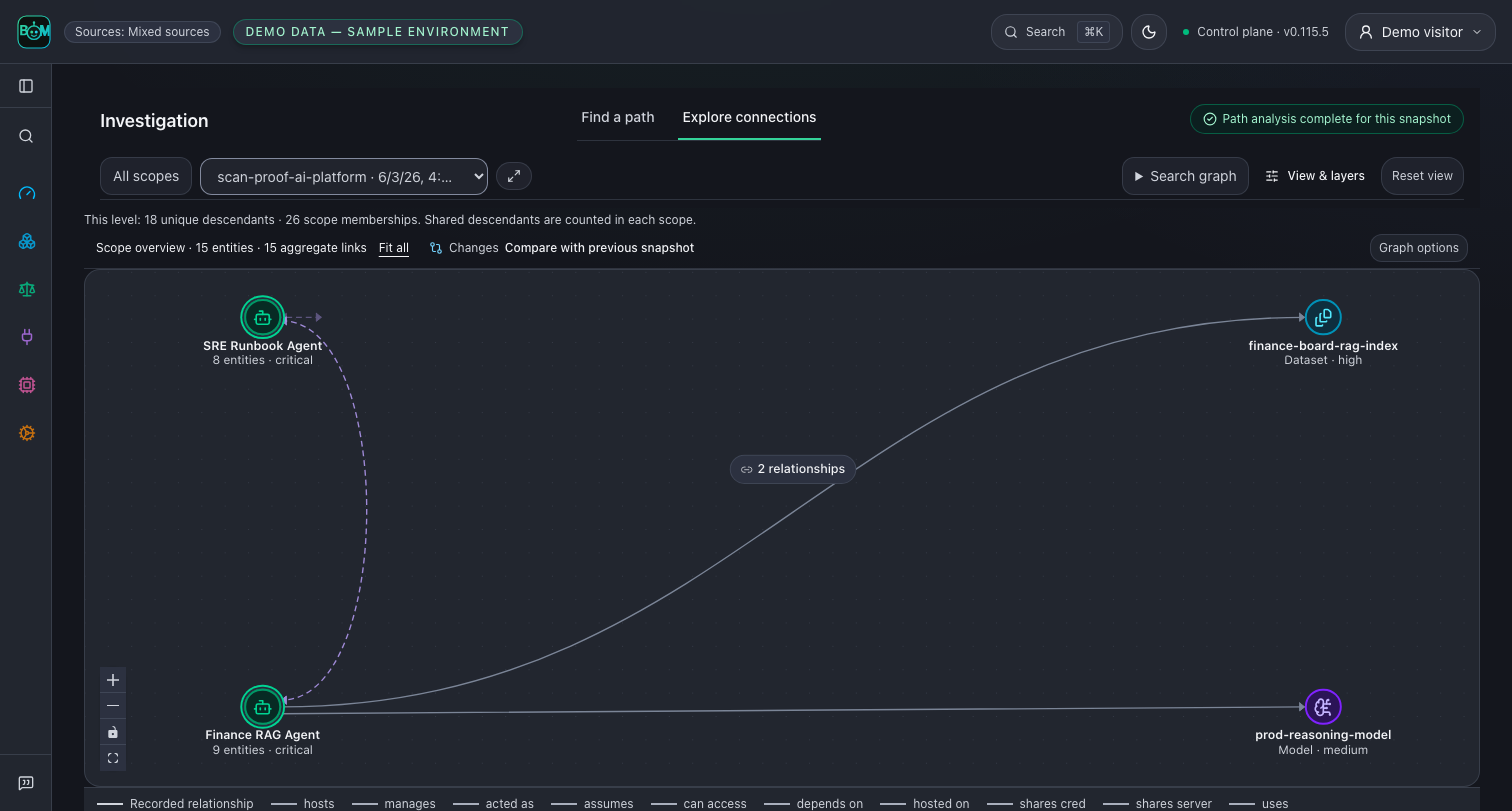 BOM
Sources: Mixed sources
DEMO DATA — SAMPLE ENVIRONMENT
Search ⌘K
Control plane · v0.115.5
Demo visitor
Investigation
Find a path
Explore connections
Path analysis complete for this snapshot
All scopes
scan-proof-ai-platform · 6/3/26, 4:...
Search graph
View & layers
Reset view
This level: 18 unique descendants · 26 scope memberships. Shared descendants are counted in each scope.
Scope overview · 15 entities · 15 aggregate links Fit all Changes Compare with previous snapshot
Graph options
SRE Runbook Agent
8 entities · critical
finance-board-rag-index
Dataset · high
2 relationships
Finance RAG Agent
9 entities · critical
prod-reasoning-model
Model · medium
Recorded relationship hosts manages acted as assumes can access depends on hosted on shares cred shares server uses